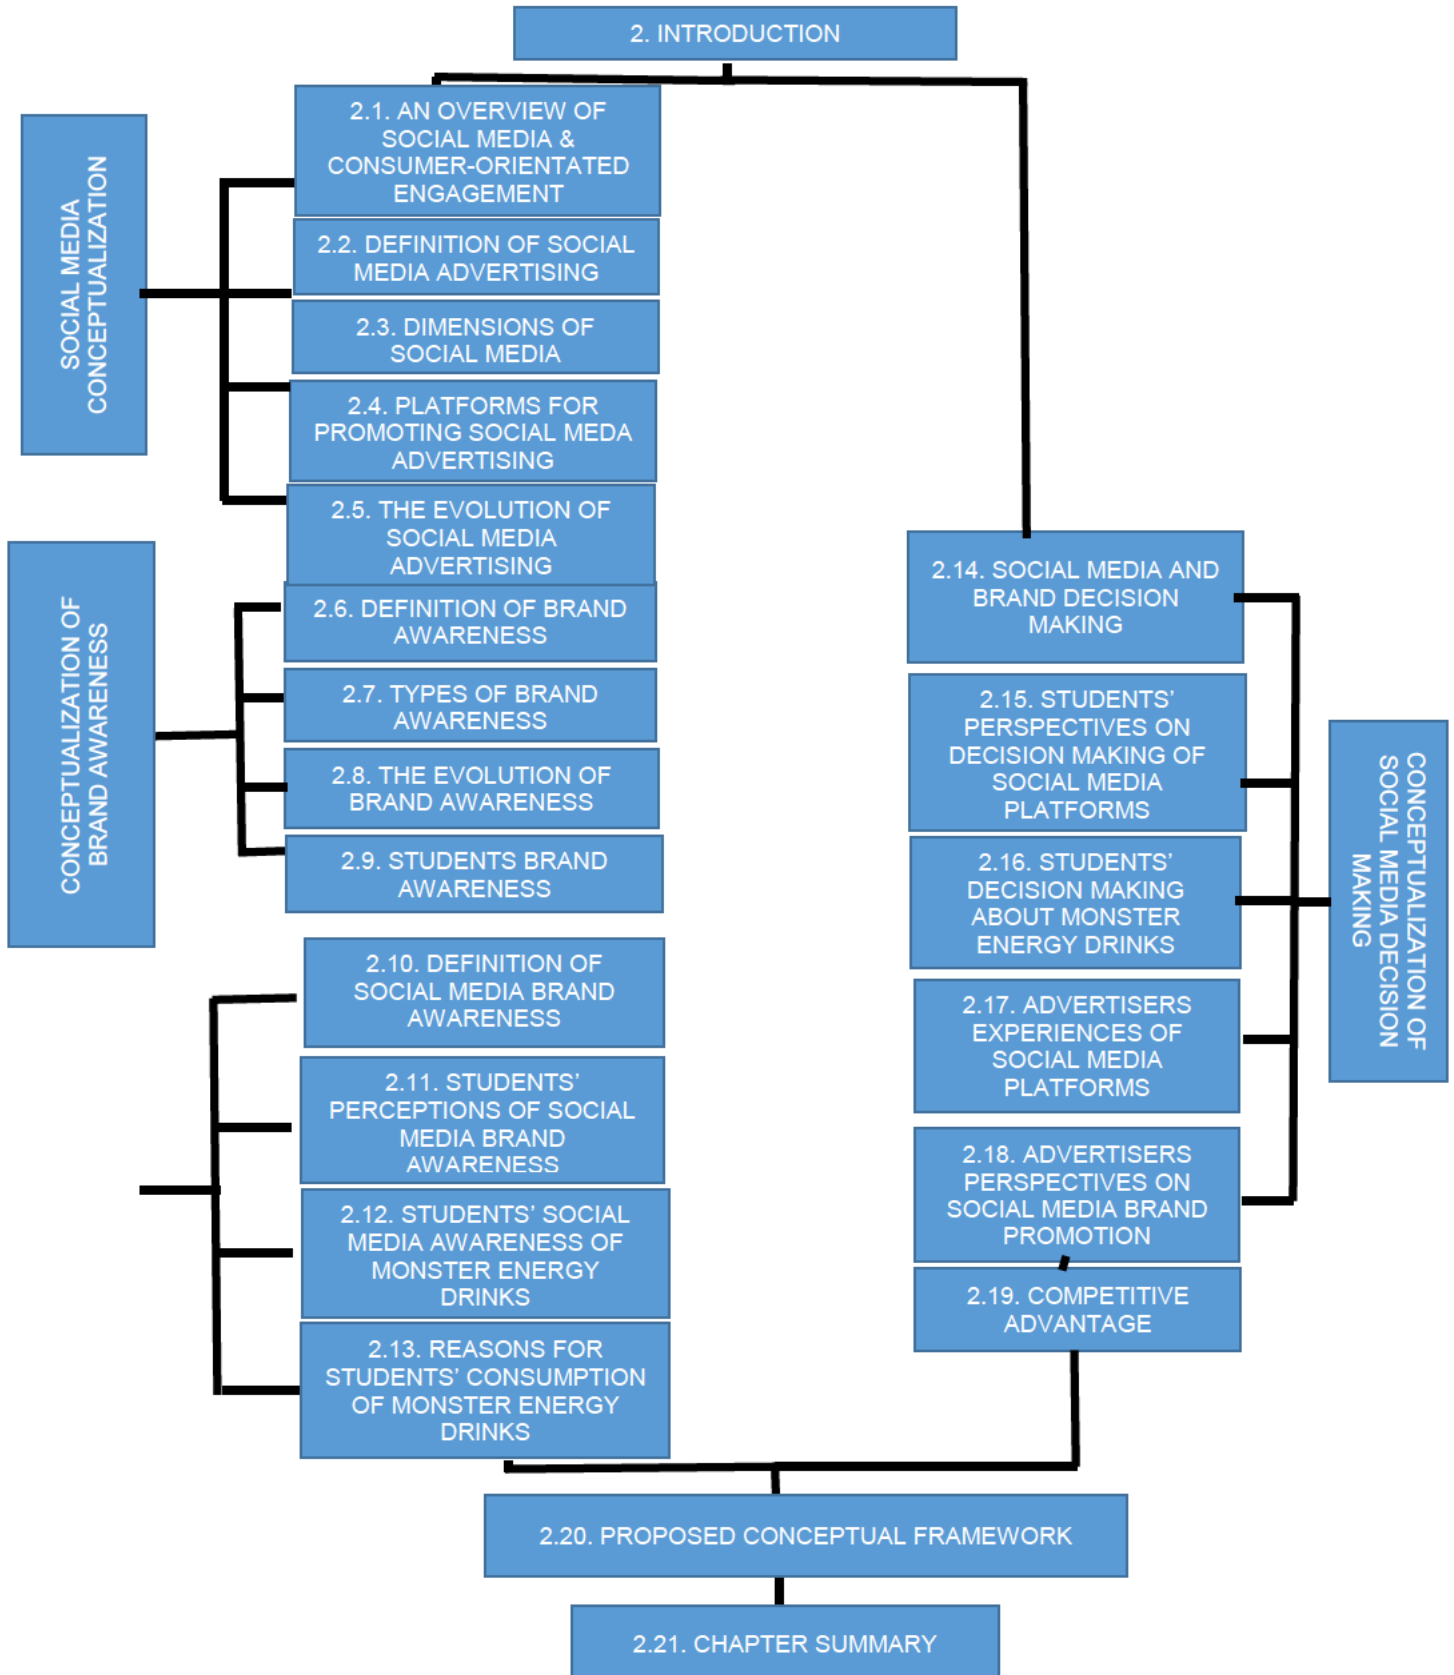 2. INTRODUCTION
SOCIAL MEDIA
CONCEPTUALIZATION
2.1. AN OVERVIEW OF
SOCIAL MEDIA &
CONSUMER-ORIENTATED
ENGAGEMENT
2.2. DEFINITION OF SOCIAL
MEDIA ADVERTISING
2.3. DIMENSIONS OF
SOCIAL MEDIA
2.4. PLATFORMS FOR
PROMOTING SOCIAL MEDA
ADVERTISING
2.5. THE EVOLUTION OF
SOCIAL MEDIA
ADVERTISING
CONCEPTUALIZATION OF
BRAND AWARENESS
2.6. DEFINITION OF BRAND
AWARENESS
2.7. TYPES OF BRAND
AWARENESS
2.8. THE EVOLUTION OF
BRAND AWARENESS
2.9. STUDENTS BRAND
AWARENESS
2.10. DEFINITION OF
SOCIAL MEDIA BRAND
AWARENESS
2.11. STUDENTS’
PERCEPTIONS OF SOCIAL
MEDIA BRAND
AWARENESS
2.12. STUDENTS’ SOCIAL
MEDIA AWARENESS OF
MONSTER ENERGY
DRINKS
2.13. REASONS FOR
STUDENTS’ CONSUMPTION
OF MONSTER ENERGY
DRINKS
2.14. SOCIAL MEDIA AND
BRAND DECISION
MAKING
2.15. STUDENTS’
PERSPECTIVES ON
DECISION MAKING OF
SOCIAL MEDIA
PLATFORMS
2.16. STUDENTS’
DECISION MAKING
ABOUT MONSTER
ENERGY DRINKS
2.17. ADVERTISERS
EXPERIENCES OF
SOCIAL MEDIA
PLATFORMS
2.18. ADVERTISERS
PERSPECTIVES ON
SOCIAL MEDIA BRAND
PROMOTION
2.19. COMPETITIVE
ADVANTAGE
CONCEPTUALIZATION OF
SOCIAL MEDIA DECISION
MAKING
2.20. PROPOSED CONCEPTUAL FRAMEWORK
2.21. CHAPTER SUMMARY